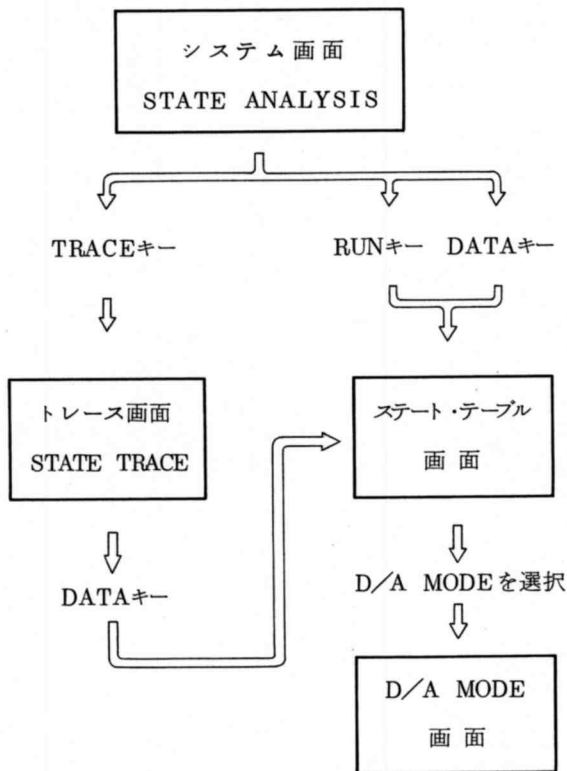 システム画面
STATE ANALYSIS
TRACEキー
RUNキー DATAキー
トレース画面
STATE TRACE
ステート・テーブル
画面
DATAキー
D/A MODEを選択
D/A MODE
画面